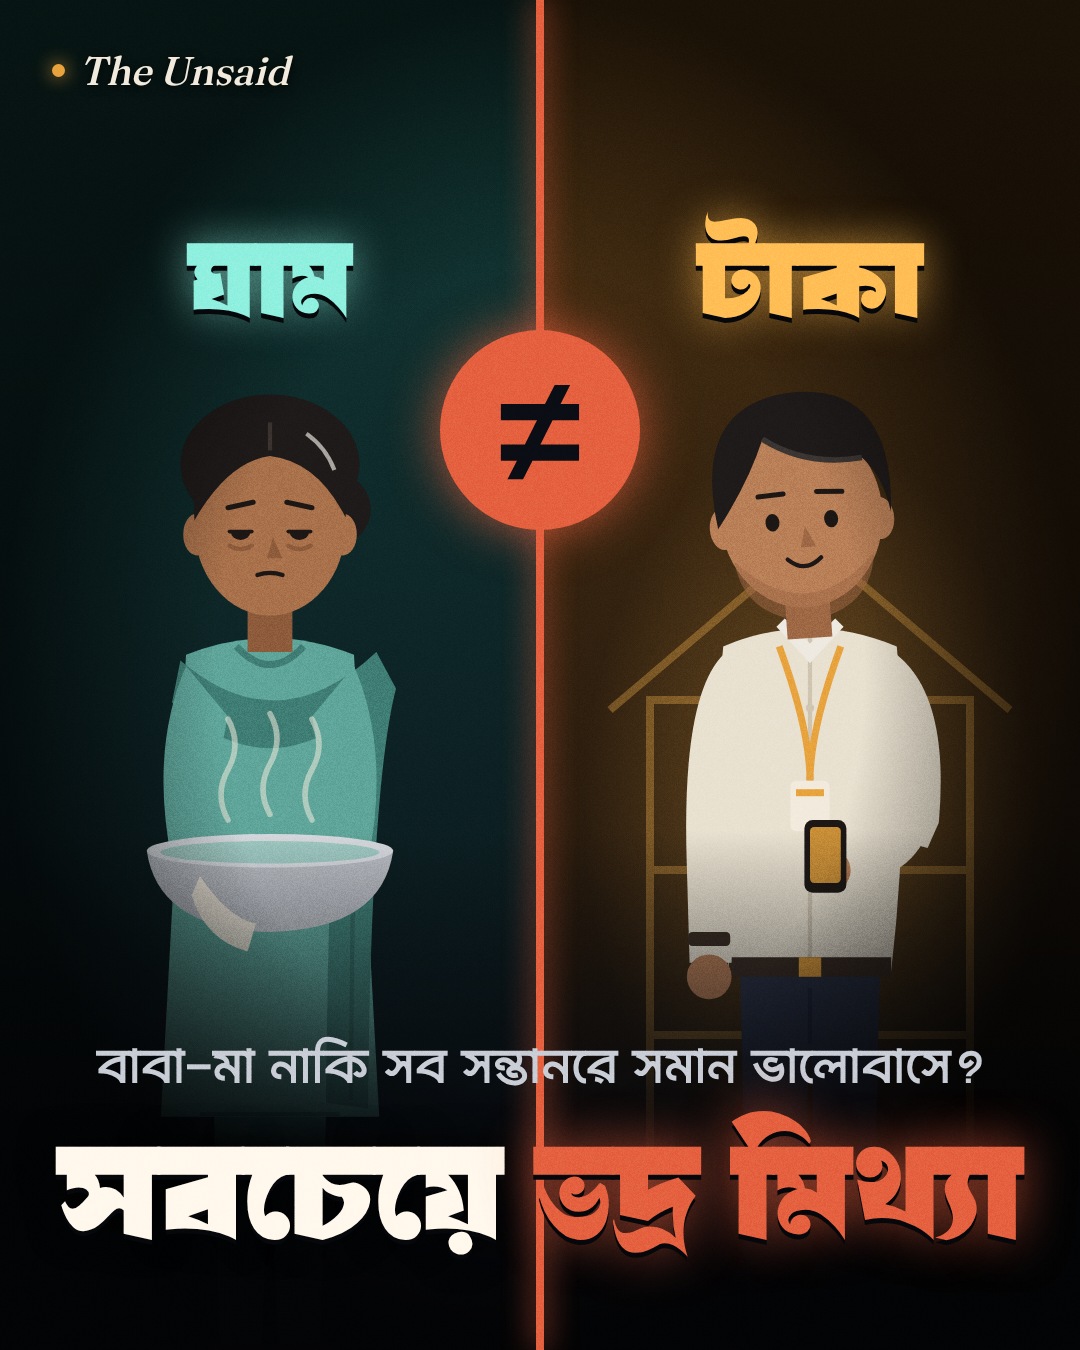 The Unsaid
ঘাম
টাকা
≠
বাবা-মা নাকি সব সন্তানরে সমান ভালোবাসে?
সবচেয়ে ভদ্র মিথ্যা